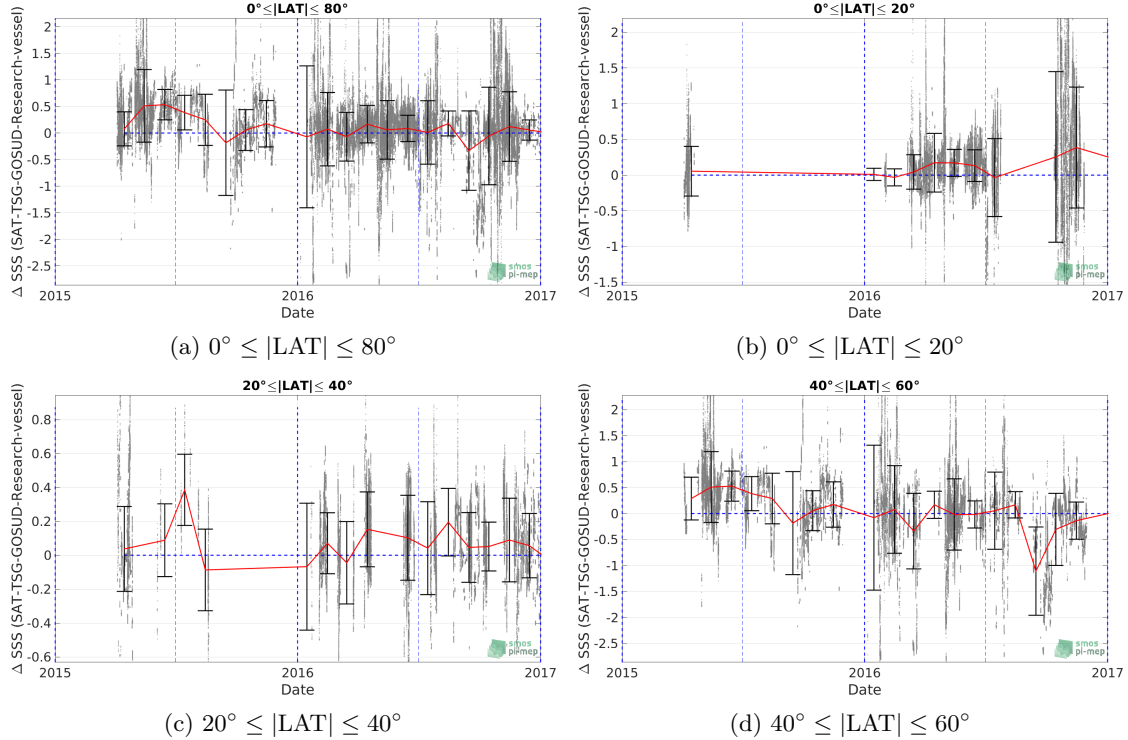 0°≤|LAT|≤ 80°
Δ SSS (SAT-TSG-GOSUD-Research-vessel)
2
1.5
1
0.5
0
-0.5
-1
-1.5
-2
-2.5
2015
2016
2017
Date
smos
pi-mep
(a) 0° ≤ |LAT| ≤ 80°
0°≤|LAT|≤ 20°
Δ SSS (SAT-TSG-GOSUD-Research-vessel)
2
1.5
1
0.5
0
-0.5
-1
-1.5
2015
2016
2017
Date
smos
pi-mep
(b) 0° ≤ |LAT| ≤ 20°
20°≤|LAT|≤ 40°
Δ SSS (SAT-TSG-GOSUD-Research-vessel)
0.8
0.6
0.4
0.2
0
-0.2
-0.4
-0.6
2015
2016
2017
Date
smos
pi-mep
(c) 20° ≤ |LAT| ≤ 40°
40°≤|LAT|≤ 60°
Δ SSS (SAT-TSG-GOSUD-Research-vessel)
2
1.5
1
0.5
0
-0.5
-1
-1.5
-2
-2.5
2015
2016
2017
Date
smos
pi-mep
(d) 40° ≤ |LAT| ≤ 60°